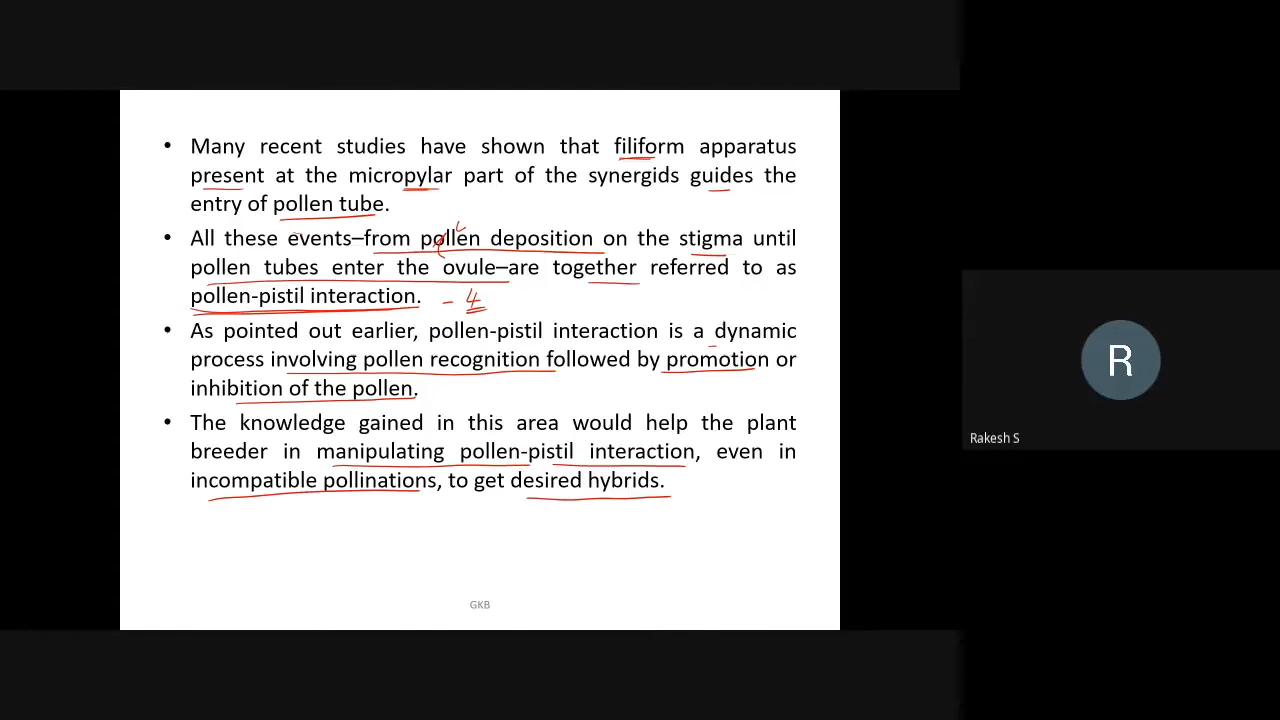 • Many recent studies have shown that filiform apparatus
present at the micropylar part of the synergids guides the
entry of pollen tube.
• All these events–from pollen deposition on the stigma until
pollen tubes enter the ovule–are together referred to as
pollen-pistil interaction. - 4
• As pointed out earlier, pollen-pistil interaction is a dynamic
process involving pollen recognition followed by promotion or
inhibition of the pollen.
• The knowledge gained in this area would help the plant
breeder in manipulating pollen-pistil interaction, even in
incompatible pollinations, to get desired hybrids.
GKB
R
Rakesh S